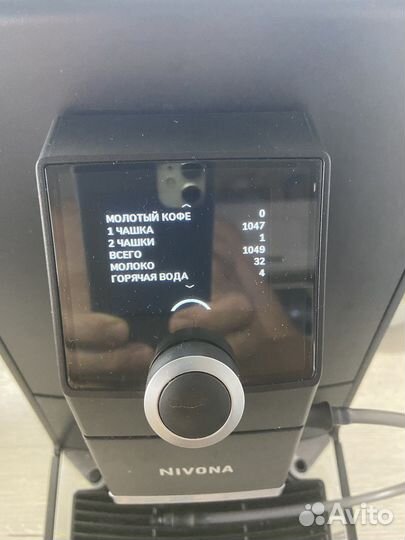 МОЛОТЫЙ КОФЕ 0
1 ЧАШКА 1047
2 ЧАШКИ 1
ВСЕГО 1049
МОЛОКО 32
ГОРЯЧАЯ ВОДА 4
NIVONA
Avito